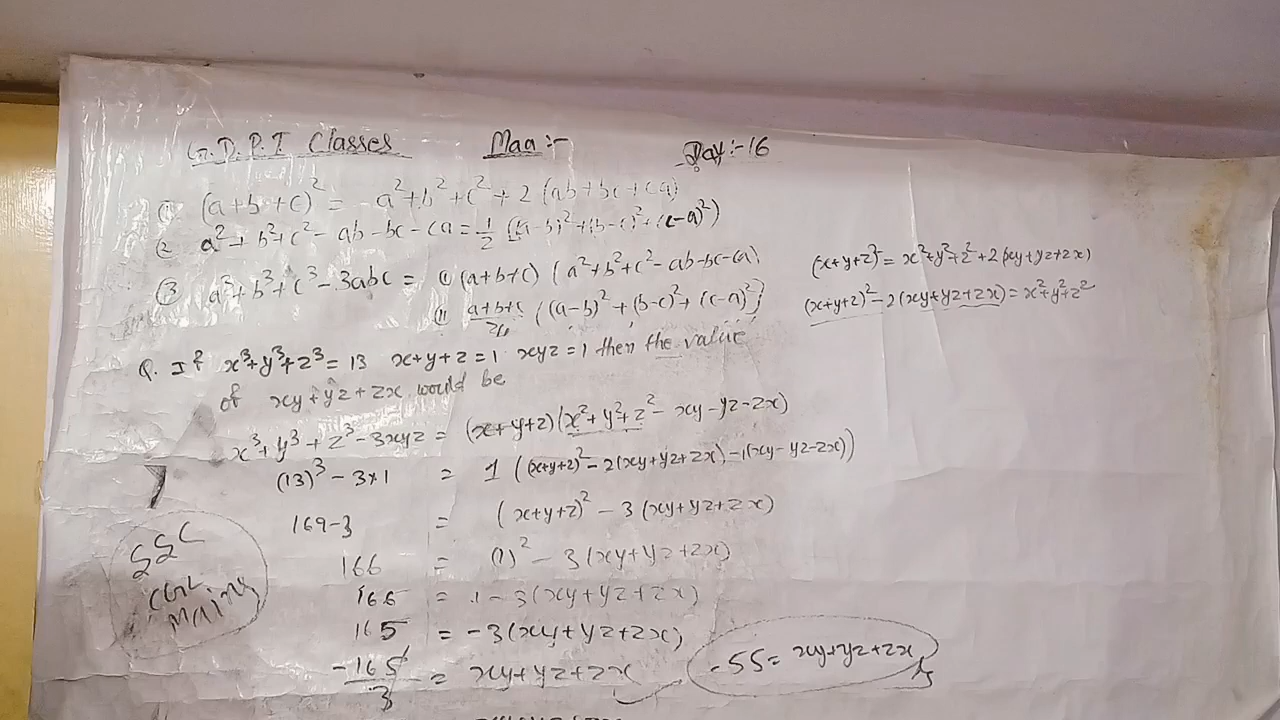 G.D.P.I Classes Maa :- Day :- 16
① (a+b+c)² = a²+b²+c²+2(ab+bc+ca)
② a²+b²+c²-ab-bc-ca = 1/2 [(a-b)²+(b-c)²+(c-a)²)
③ a³+b³+c³-3abc = (i) (a+b+c) (a²+b²+c²-ab-bc-ca)
(ii) a+b+c/2 ((a-b)²+(b-c)²+(c-a)²]
(x+y+z)² = x²+y²+z²+2(xy+yz+zx)
(x+y+z)²-2(xy+yz+zx) = x²+y²+z²
Q. If x³+y³+z³ = 13 x+y+z = 1 xyz = 1 then the value
of xy+yz+zx would be
x³+y³+z³-3xyz = (x+y+z)(x²+y²+z²-xy-yz-zx)
(13)³-3×1 = 1 ((x+y+z)²-2(xy+yz+zx)-1(xy-yz-zx))
169-3 = (x+y+z)²-3(xy+yz+zx)
166 = (1)²-3(xy+yz+zx)
166 = 1-3(xy+yz+zx)
165 = -3(xy+yz+zx)
-165/3 = xy+yz+zx
-55 = xy+yz+zx
SSC
CGL
Mains